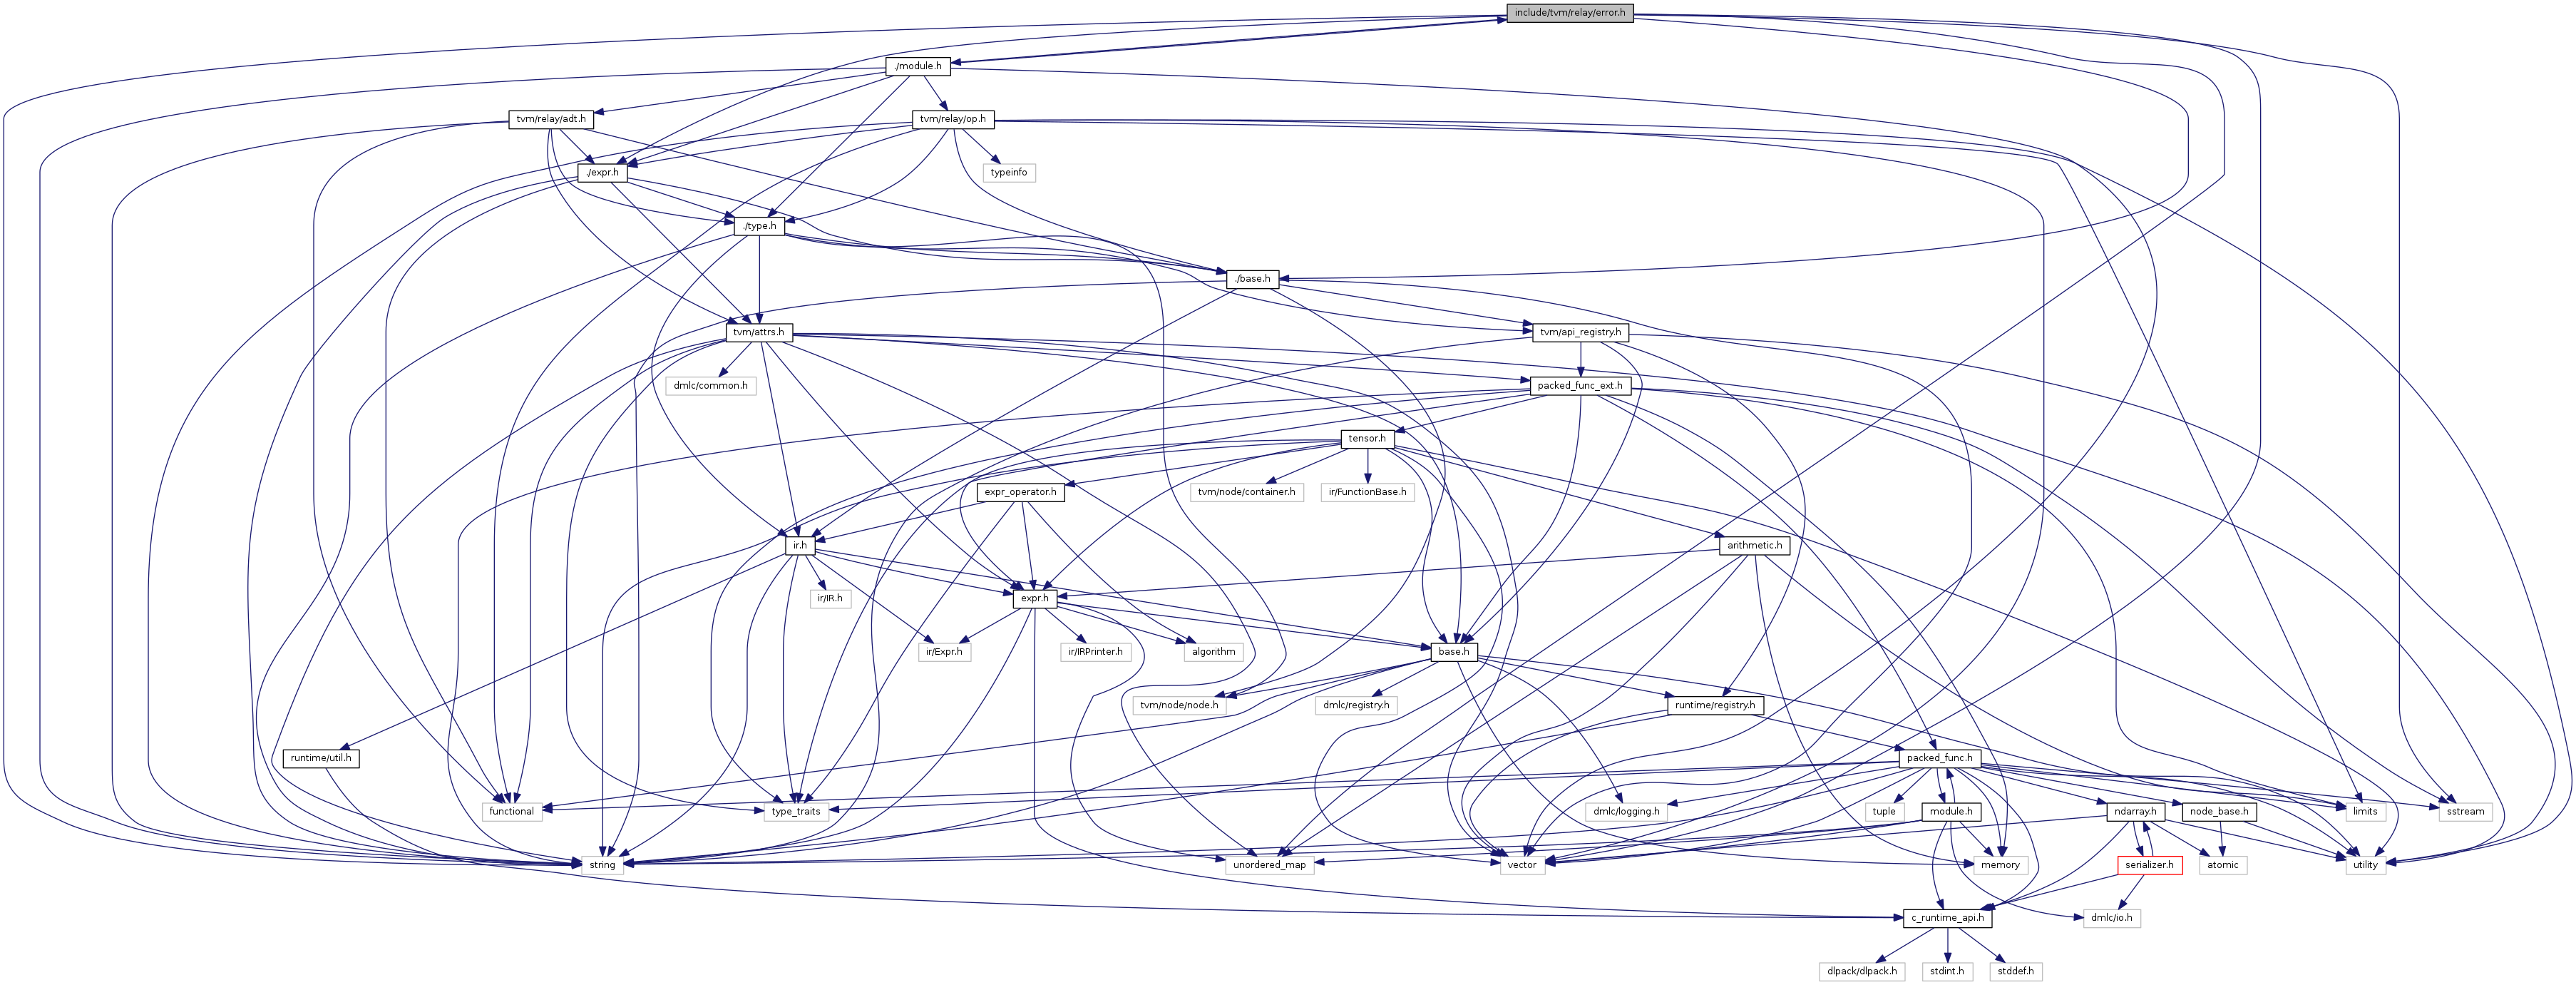 include/tvm/relay/error.h
./module.h
tvm/relay/adt.h
tvm/relay/op.h
./expr.h
typeinfo
./type.h
./base.h
tvm/attrs.h
tvm/api_registry.h
dmlc/common.h
packed_func_ext.h
tensor.h
expr_operator.h
tvm/node/container.h
ir/FunctionBase.h
ir.h
arithmetic.h
ir/IR.h
expr.h
ir/Expr.h
ir/IRPrinter.h
algorithm
base.h
tvm/node/node.h
dmlc/registry.h
runtime/registry.h
runtime/util.h
packed_func.h
functional
type_traits
dmlc/logging.h
tuple
module.h
ndarray.h
node_base.h
limits
sstream
string
unordered_map
vector
memory
serializer.h
atomic
utility
c_runtime_api.h
dmlc/io.h
dlpack/dlpack.h
stdint.h
stddef.h